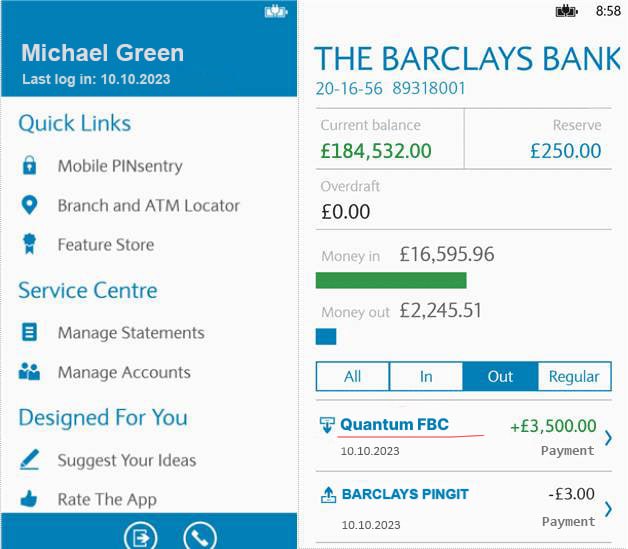 Michael Green
Last log in: 10.10.2023
Quick Links
Mobile PINsentry
Branch and ATM Locator
Feature Store
Service Centre
Manage Statements
Manage Accounts
Designed For You
Suggest Your Ideas
Rate The App
8:58
THE BARCLAYS BANK
20-16-56 89318001
Current balance Reserve
£184,532.00 £250.00
Overdraft
£0.00
Money in £16,595.96
Money out £2,245.51
All In Out Regular
Quantum FBC +£3,500.00
10.10.2023 Payment
BARCLAYS PINGIT -£3.00
10.10.2023 Payment